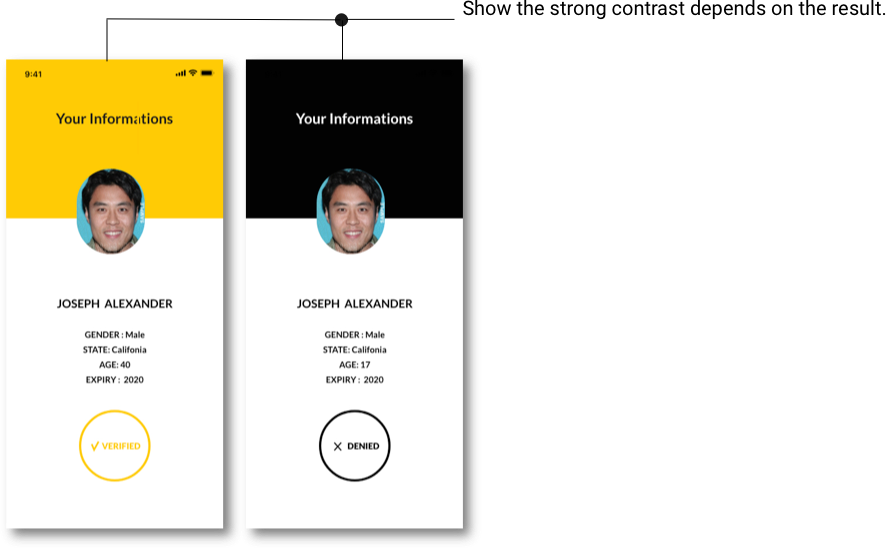 Show the strong contrast depends on the result.
9:41
Your Informations
JOSEPH ALEXANDER
GENDER : Male
STATE: Califonia
AGE: 40
EXPIRY : 2020
VERIFIED
Your Informations
JOSEPH ALEXANDER
GENDER : Male
STATE: Califonia
AGE: 17
EXPIRY : 2020
DENIED